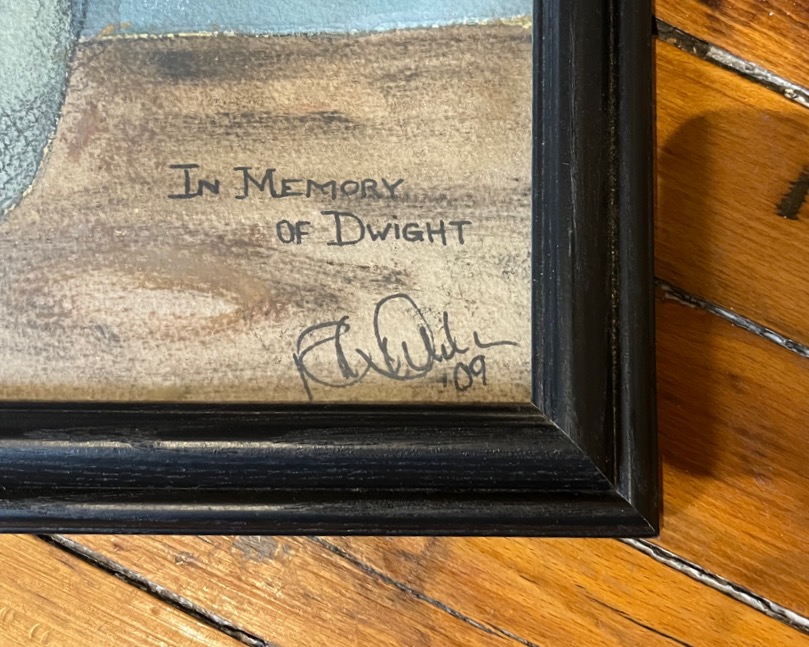 In Memory
of Dwight
'09